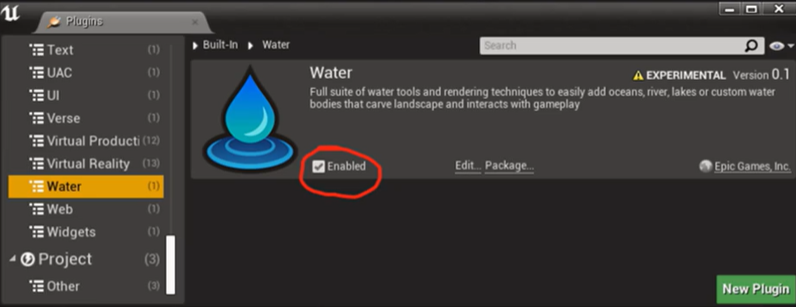 Plugins
Text (1)
UAC (1)
UI (1)
Verse (1)
Virtual Producti (12)
Virtual Reality (13)
Water (1)
Web (1)
Widgets (1)
Project (3)
Other (3)
Built-In Water
Search
Water
EXPERIMENTAL Version 0.1
Full suite of water tools and rendering techniques to easily add oceans, river, lakes or custom water
bodies that carve landscape and interacts with gameplay
Enabled
Edit... Package...
Epic Games, Inc.
New Plugin